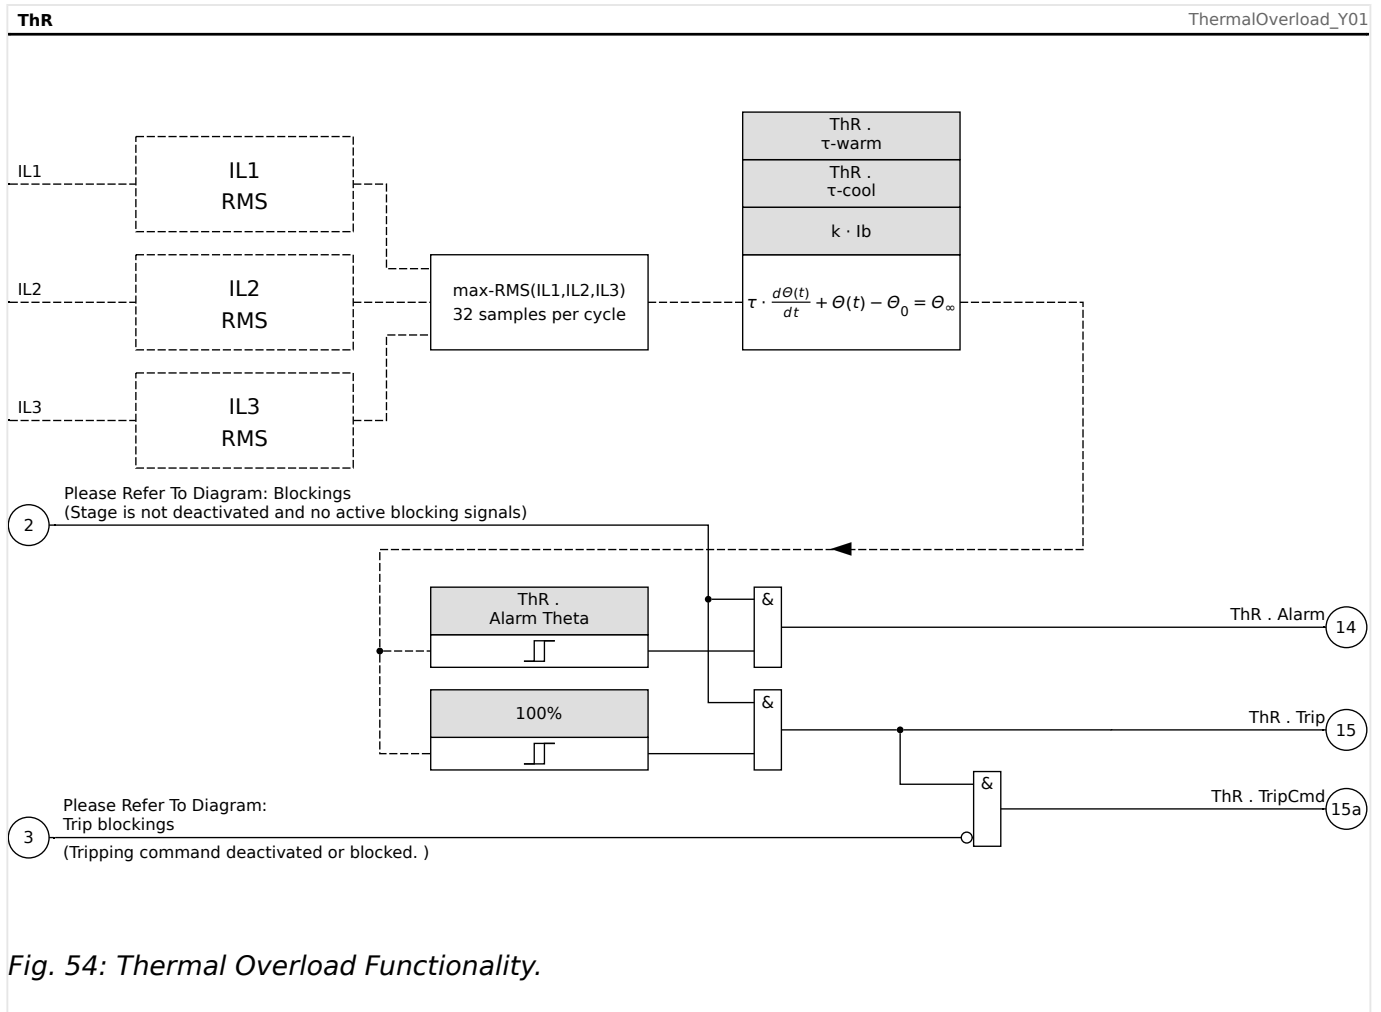 ThR
ThermalOverload_Y01
IL1
IL1
RMS
IL2
IL2
RMS
IL3
IL3
RMS
max-RMS(IL1,IL2,IL3)
32 samples per cycle
ThR .
τ-warm
ThR .
τ-cool
k · Ib
τ · dΘ(t)/dt + Θ(t) − Θ₀ = Θ∞
Please Refer To Diagram: Blockings
2
(Stage is not deactivated and no active blocking signals)
ThR .
Alarm Theta
&
ThR . Alarm
14
100%
&
ThR . Trip
15
&
ThR . TripCmd
15a
Please Refer To Diagram:
Trip blockings
3
(Tripping command deactivated or blocked. )
Fig. 54: Thermal Overload Functionality.